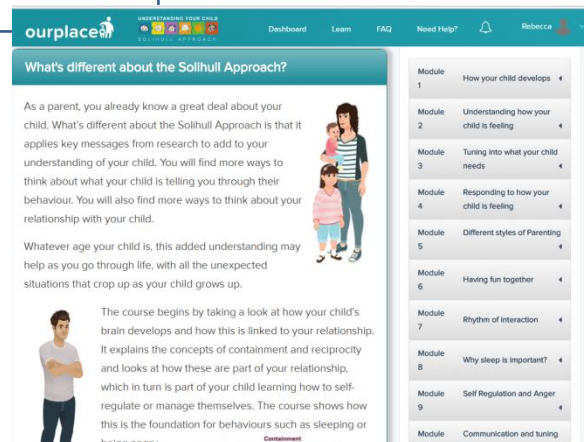 ourplace
UNDERSTANDING YOUR CHILD
SOLIHULL APPROACH
Dashboard Learn FAQ Need Help? Rebecca
What's different about the Solihull Approach?
As a parent, you already know a great deal about your
child. What's different about the Solihull Approach is that it
applies key messages from research to add to your
understanding of your child. You will find more ways to
think about what your child is telling you through their
behaviour. You will also find more ways to think about your
relationship with your child.
Whatever age your child is, this added understanding may
help as you go through life, with all the unexpected
situations that crop up as your child grows up.
The course begins by taking a look at how your child's
brain develops and how this is linked to your relationship.
It explains the concepts of containment and reciprocity
and looks at how these are part of your relationship,
which in turn is part of your child learning how to self-
regulate or manage themselves. The course shows how
this is the foundation for behaviours such as sleeping or
being angry.
Containment
Module 1 How your child develops
Module 2 Understanding how your
child is feeling
Module 3 Tuning into what your child
needs
Module 4 Responding to how your
child is feeling
Module 5 Different styles of Parenting
Module 6 Having fun together
Module 7 Rhythm of interaction
Module 8 Why sleep is important?
Module 9 Self Regulation and Anger
Module Communication and tuning